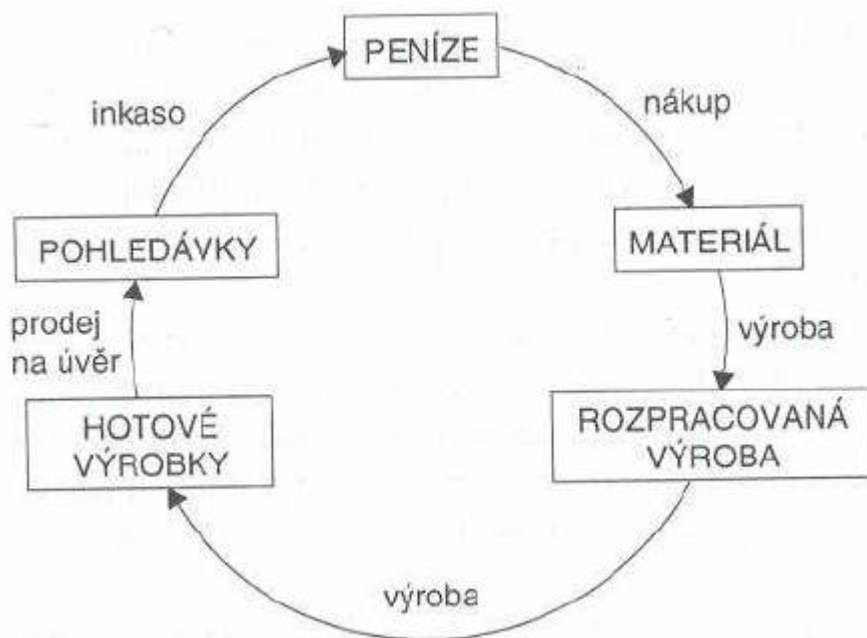 PENÍZE
nákup
MATERIÁL
výroba
ROZPRACOVANÁ
VÝROBA
výroba
HOTOVÉ
VÝROBKY
prodej
na úvěr
POHLEDÁVKY
inkaso